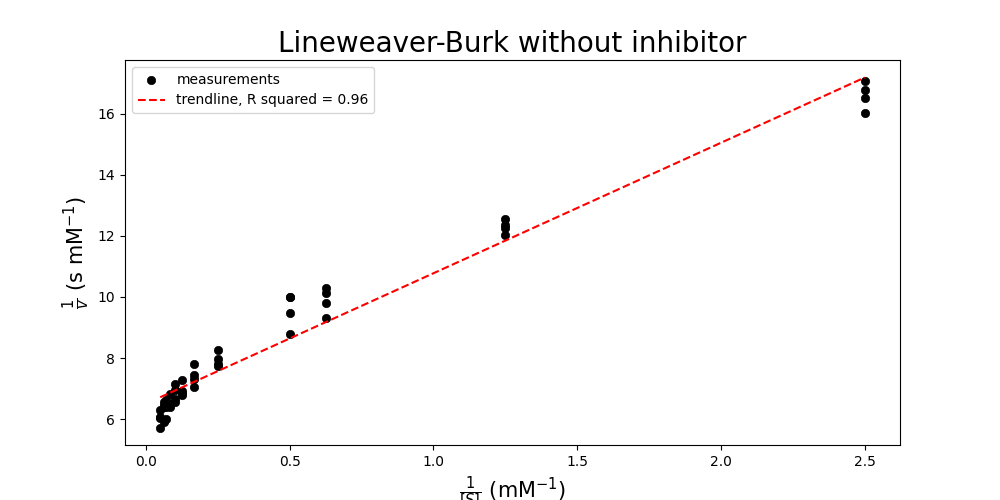 Lineweaver-Burk without inhibitor
measurements
trendline, R squared = 0.96
16
14
12
10
8
6
1/v (s mM⁻¹)
0.0 0.5 1.0 1.5 2.0 2.5
1/[S] (mM⁻¹)